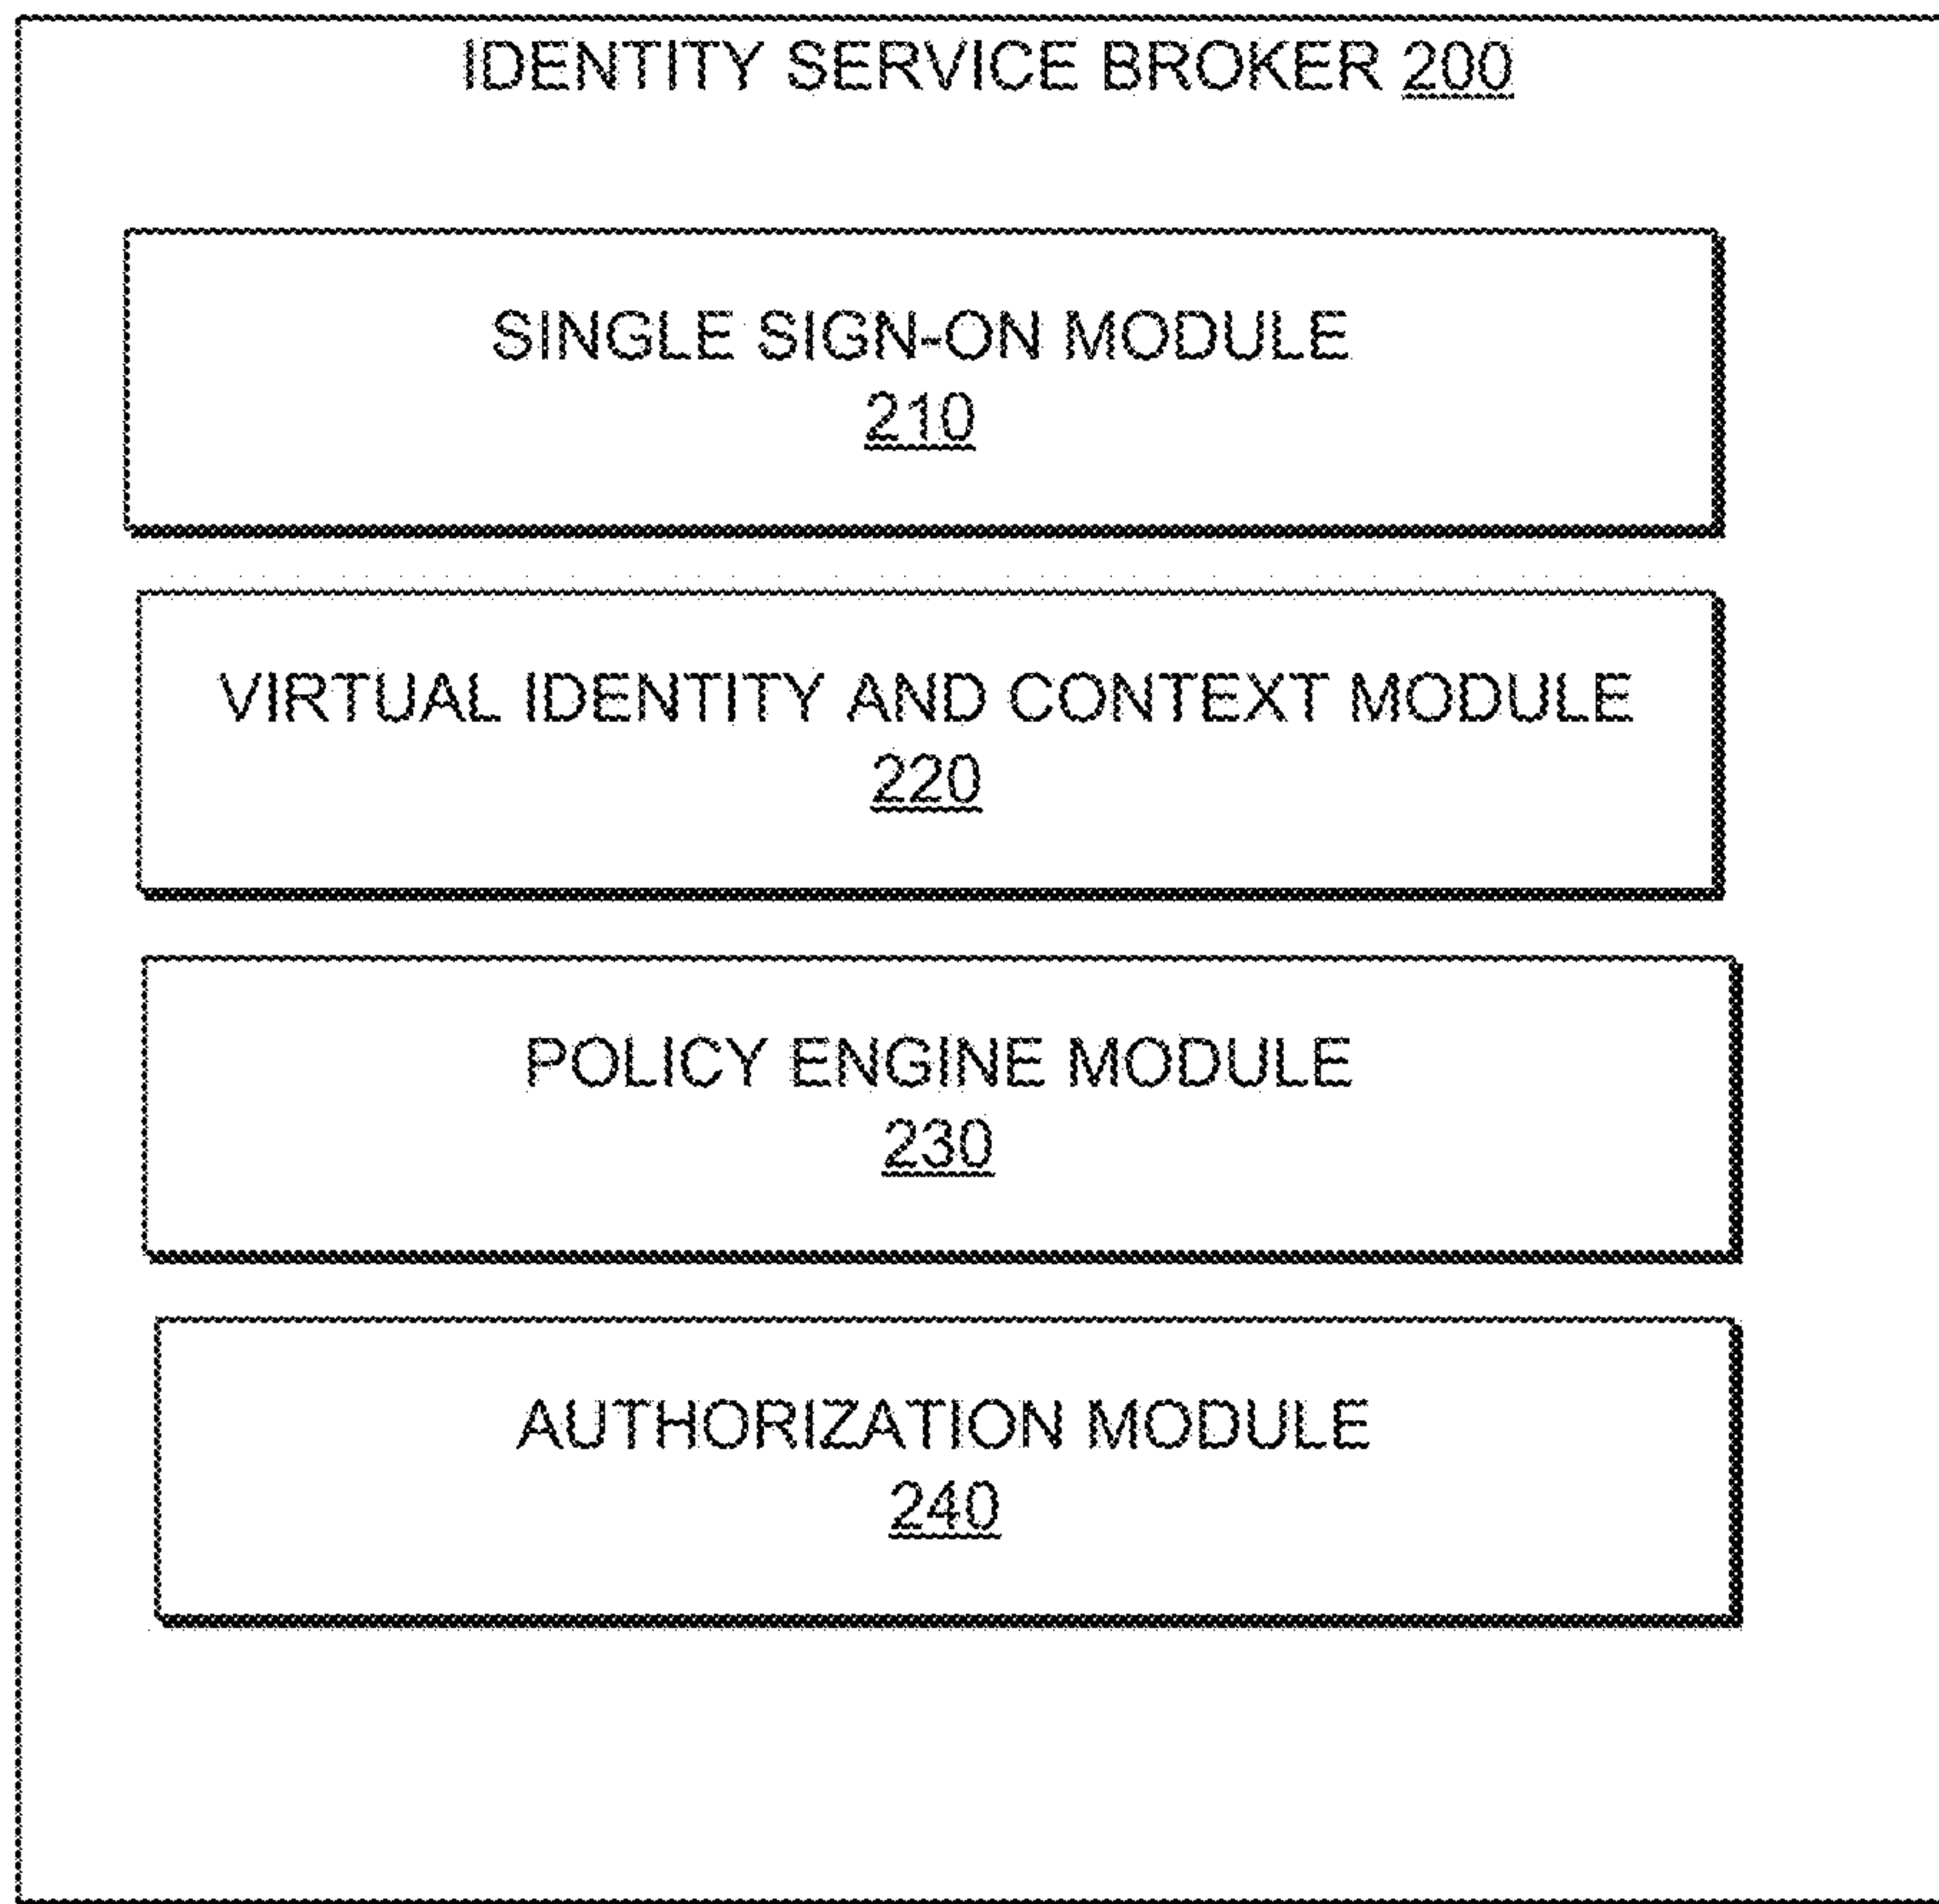 IDENTITY SERVICE BROKER 200
SINGLE SIGN-ON MODULE
210
VIRTUAL IDENTITY AND CONTEXT MODULE
220
POLICY ENGINE MODULE
230
AUTHORIZATION MODULE
240